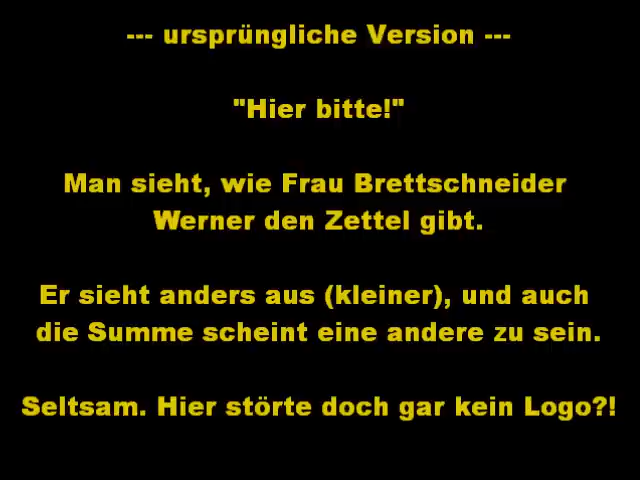 --- ursprüngliche Version ---
"Hier bitte!"
Man sieht, wie Frau Brettschneider
Werner den Zettel gibt.
Er sieht anders aus (kleiner), und auch
die Summe scheint eine andere zu sein.
Seltsam. Hier störte doch gar kein Logo?!